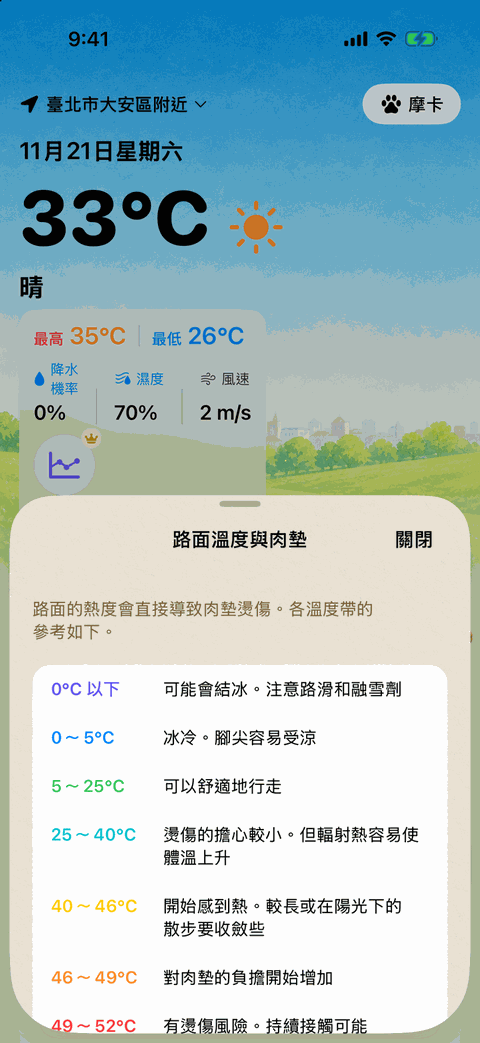 9:41
臺北市大安區附近
摩卡
11月21日星期六
33°C
晴
最高 35°C 最低 26°C
降水
機率
濕度
風速
0% 70% 2 m/s
路面溫度與肉墊
關閉
路面的熱度會直接導致肉墊燙傷。各溫度帶的
參考如下。
0°C 以下 可能會結冰。注意路滑和融雪劑
0～5°C 冰冷。腳尖容易受涼
5～25°C 可以舒適地行走
25～40°C 燙傷的擔心較小。但輻射熱容易使
體溫上升
40～46°C 開始感到熱。較長或在陽光下的
散步要收斂些
46～49°C 對肉墊的負擔開始增加
49～52°C 有燙傷風險。持續接觸可能